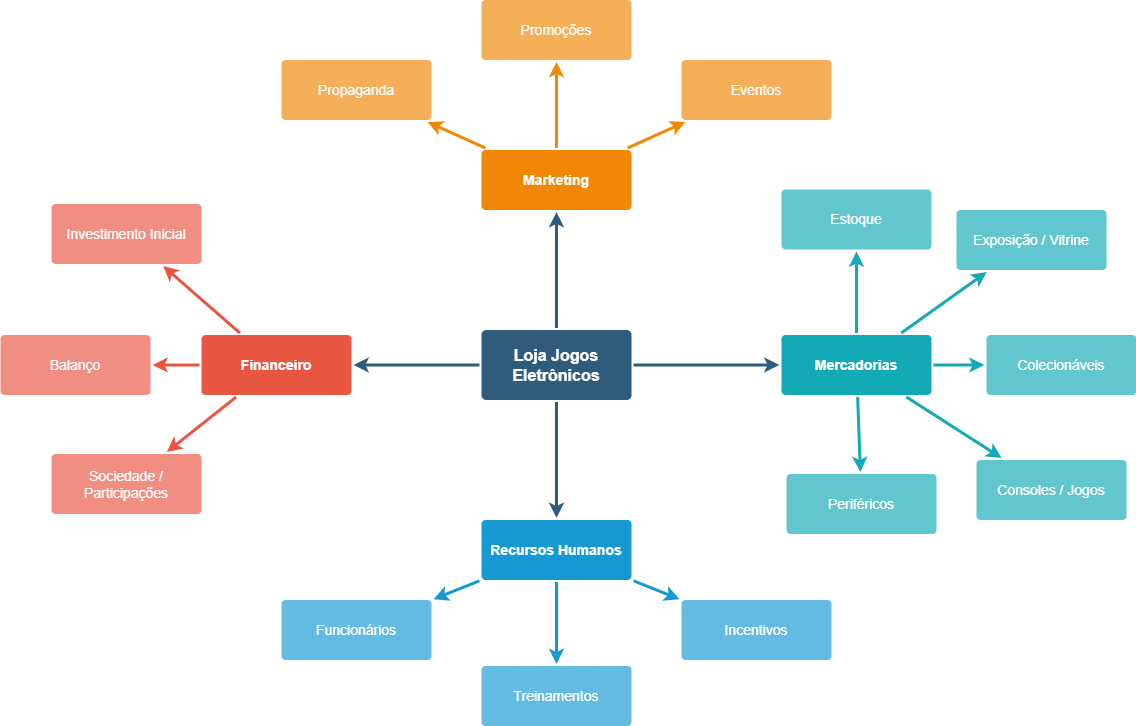 Promoções
Propaganda
Eventos
Marketing
Estoque
Exposição / Vitrine
Investimento Inicial
Loja Jogos
Eletrônicos
Financeiro
Balanço
Mercadorias
Colecionáveis
Sociedade /
Participações
Consoles / Jogos
Periféricos
Recursos Humanos
Funcionários
Incentivos
Treinamentos